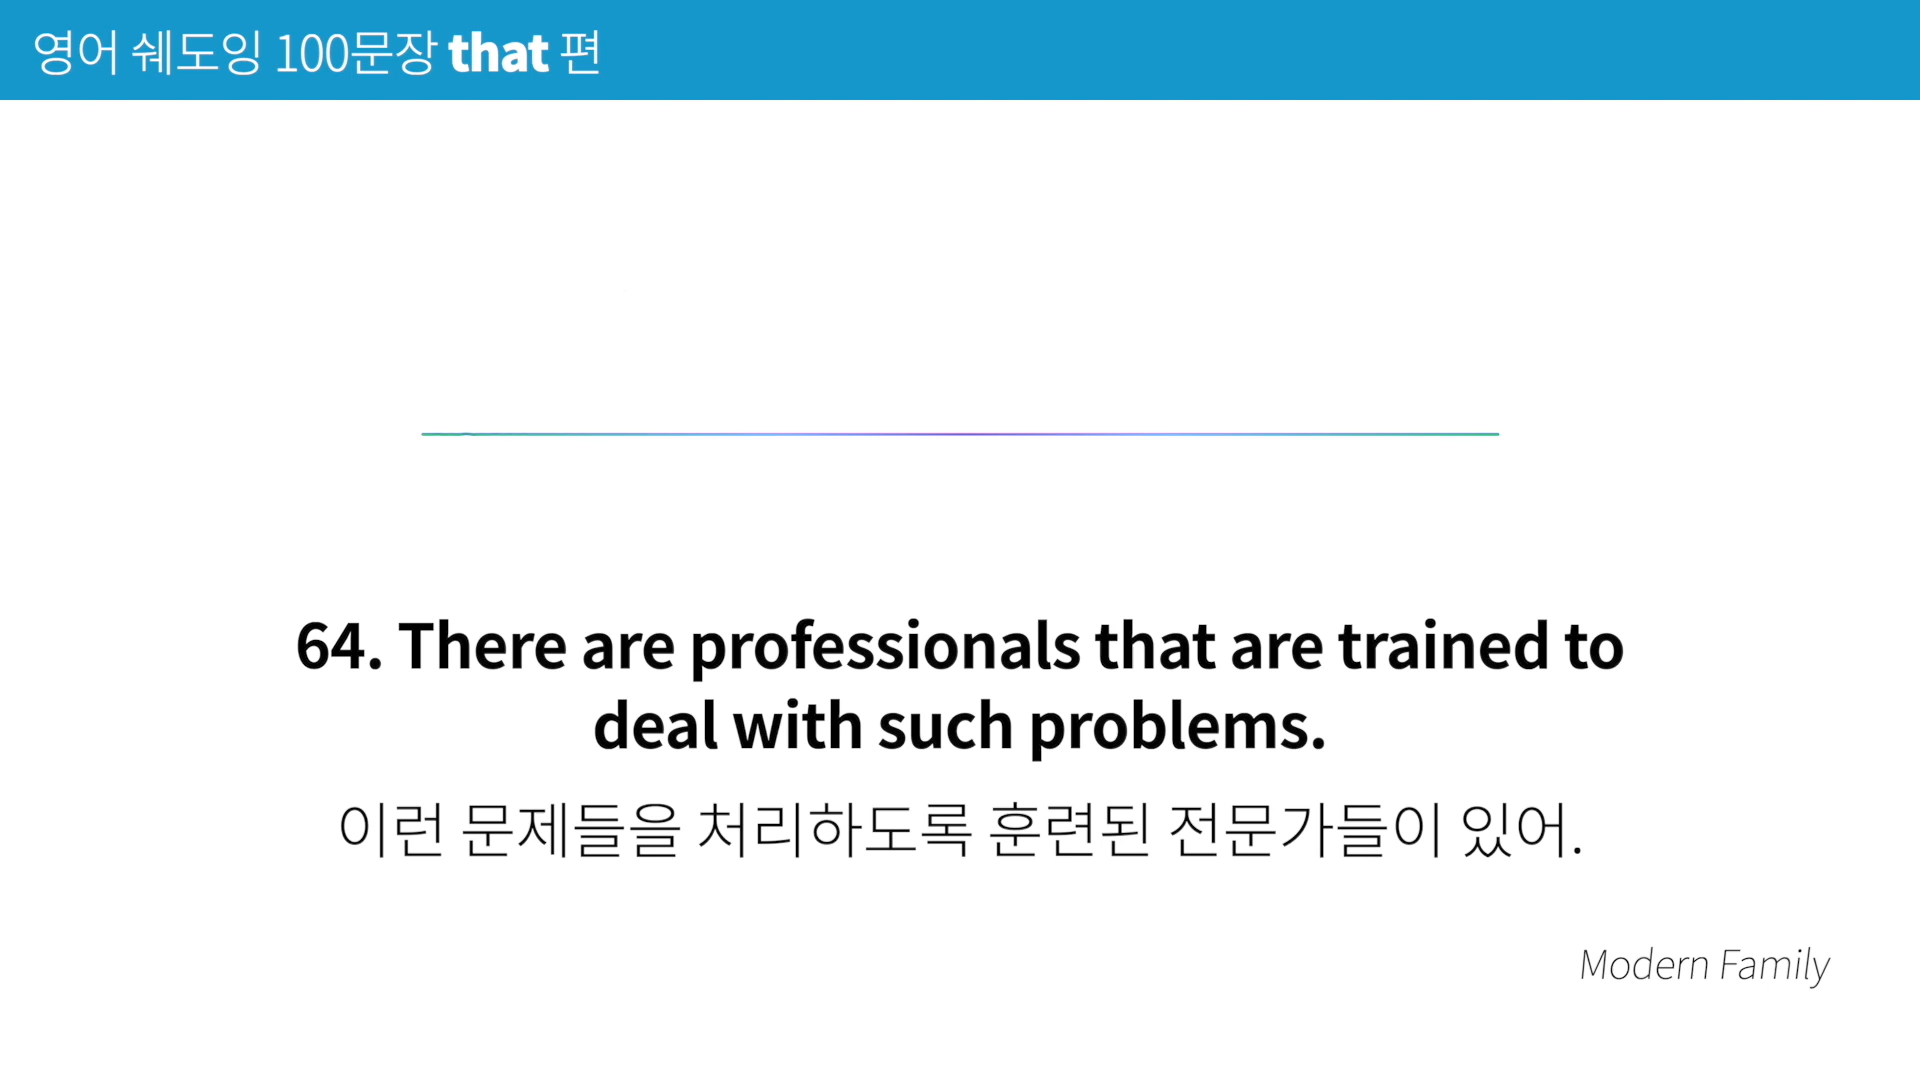 영어 쉐도잉 100문장 that 편
64. There are professionals that are trained to
deal with such problems.
이런 문제들을 처리하도록 훈련된 전문가들이 있어.
Modern Family